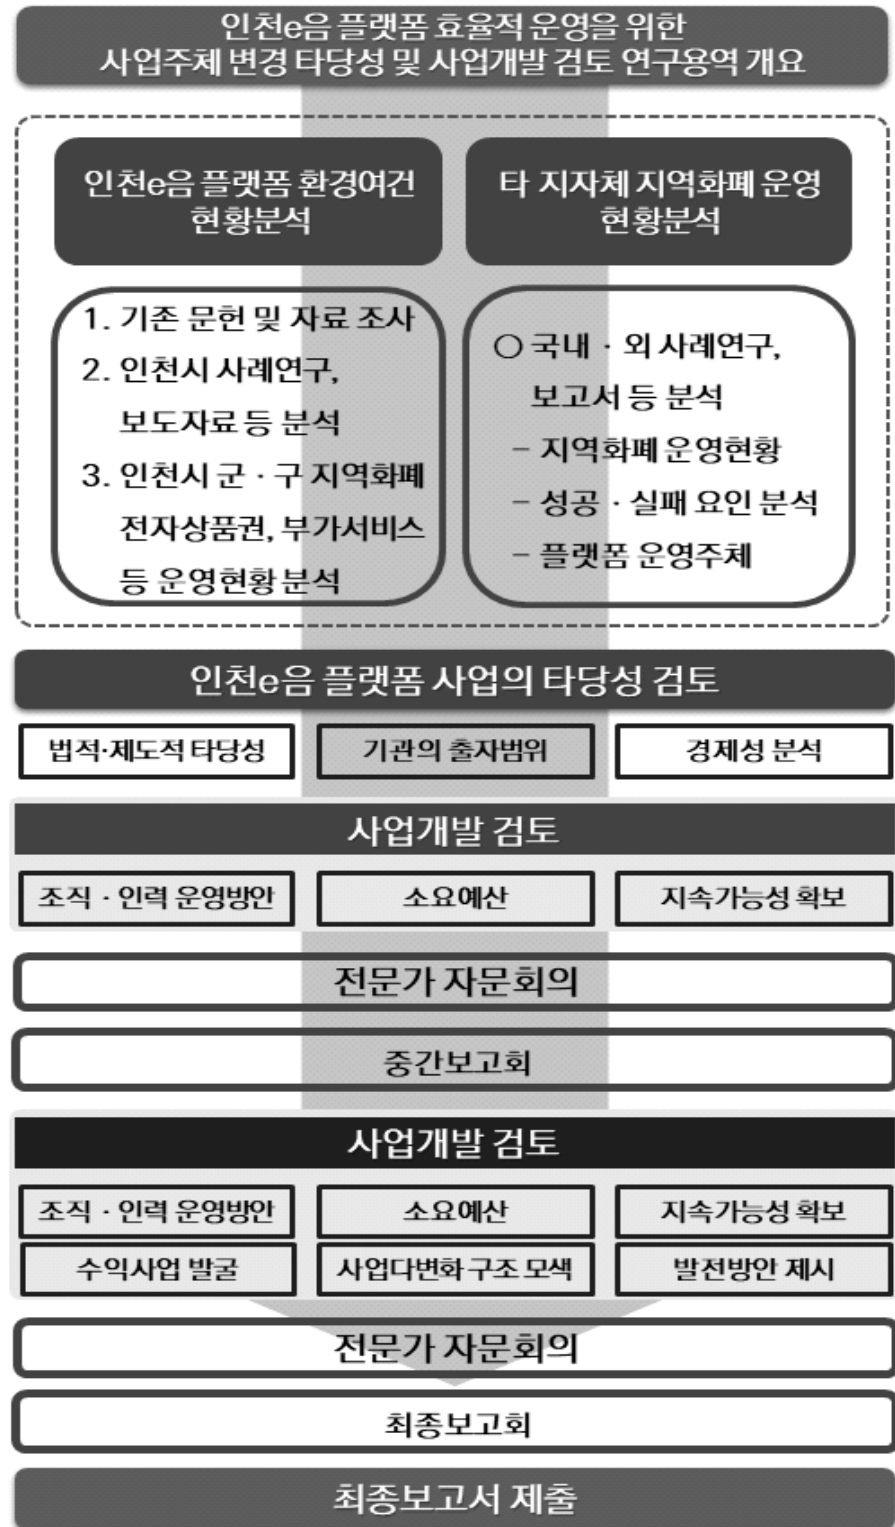 인천e음 플랫폼 효율적 운영을 위한
사업주체 변경 타당성 및 사업개발 검토 연구용역 개요
인천e음 플랫폼 환경여건
현황분석
1. 기존 문헌 및 자료 조사
2. 인천시 사례연구,
보도자료 등 분석
3. 인천시 군 · 구 지역화폐
전자상품권, 부가서비스
등 운영현황 분석
타 지자체 지역화폐 운영
현황분석
○ 국내 · 외 사례연구,
보고서 등 분석
- 지역화폐 운영현황
- 성공 · 실패 요인 분석
- 플랫폼 운영주체
인천e음 플랫폼 사업의 타당성 검토
법적·제도적 타당성
기관의 출자범위
경제성 분석
사업개발 검토
조직 · 인력 운영방안
소요예산
지속가능성 확보
전문가 자문회의
중간보고회
사업개발 검토
조직 · 인력 운영방안
소요예산
지속가능성 확보
수익사업 발굴
사업다변화 구조 모색
발전방안 제시
전문가 자문회의
최종보고회
최종보고서 제출